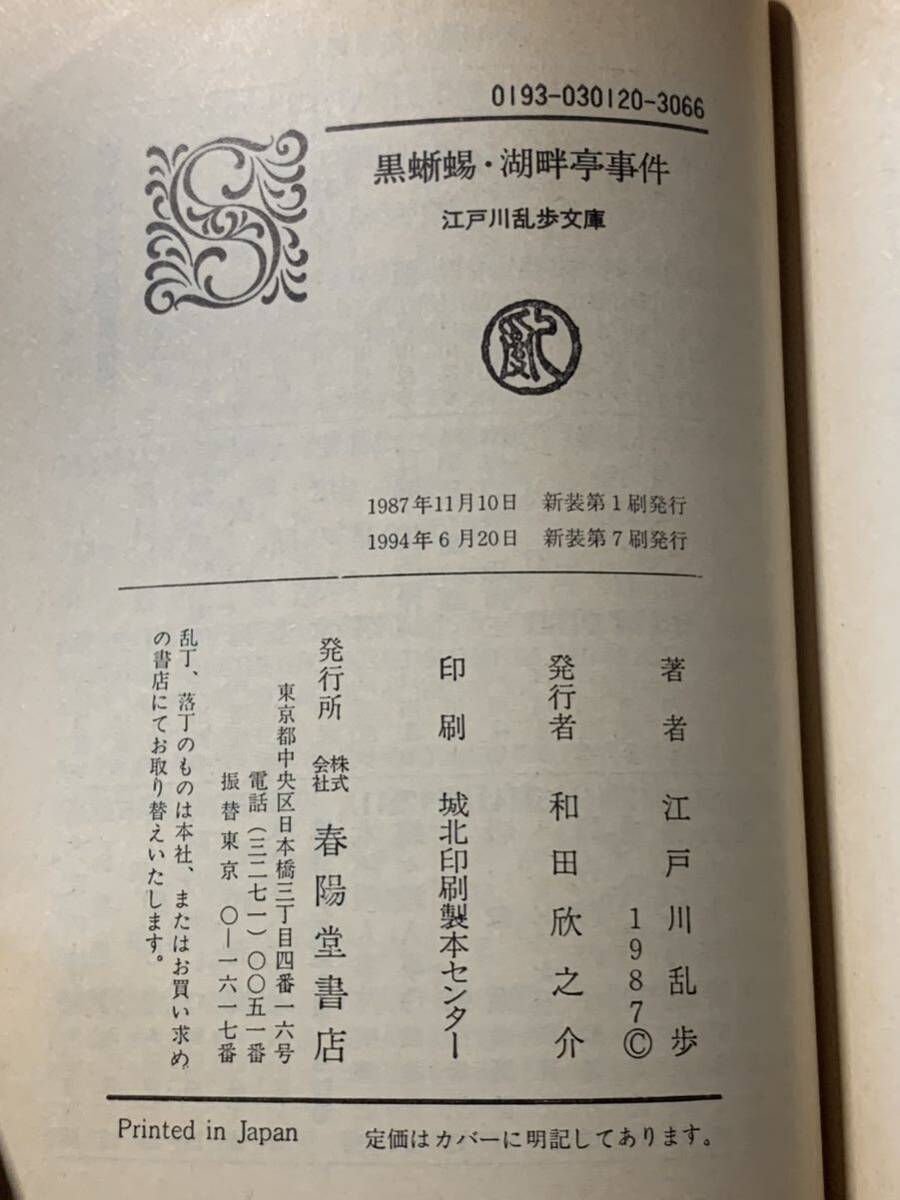 0193-030120-3066
黒蜥蜴・湖畔亭事件
江戸川乱歩文庫
乱
1987年11月10日 新装第1刷発行
1994年6月20日 新装第7刷発行
著者 江戸川乱歩
1987©
発行者 和田欣之介
印刷 城北印刷製本センター
発行所 株式会社 春陽堂書店
東京都中央区日本橋三丁目四番一六号
電話(三二七一)〇〇五一番
振替東京 〇―一六一七番
乱丁、落丁のものは本社、またはお買い求め
の書店にてお取り替えいたします。
Printed in Japan
定価はカバーに明記してあります。